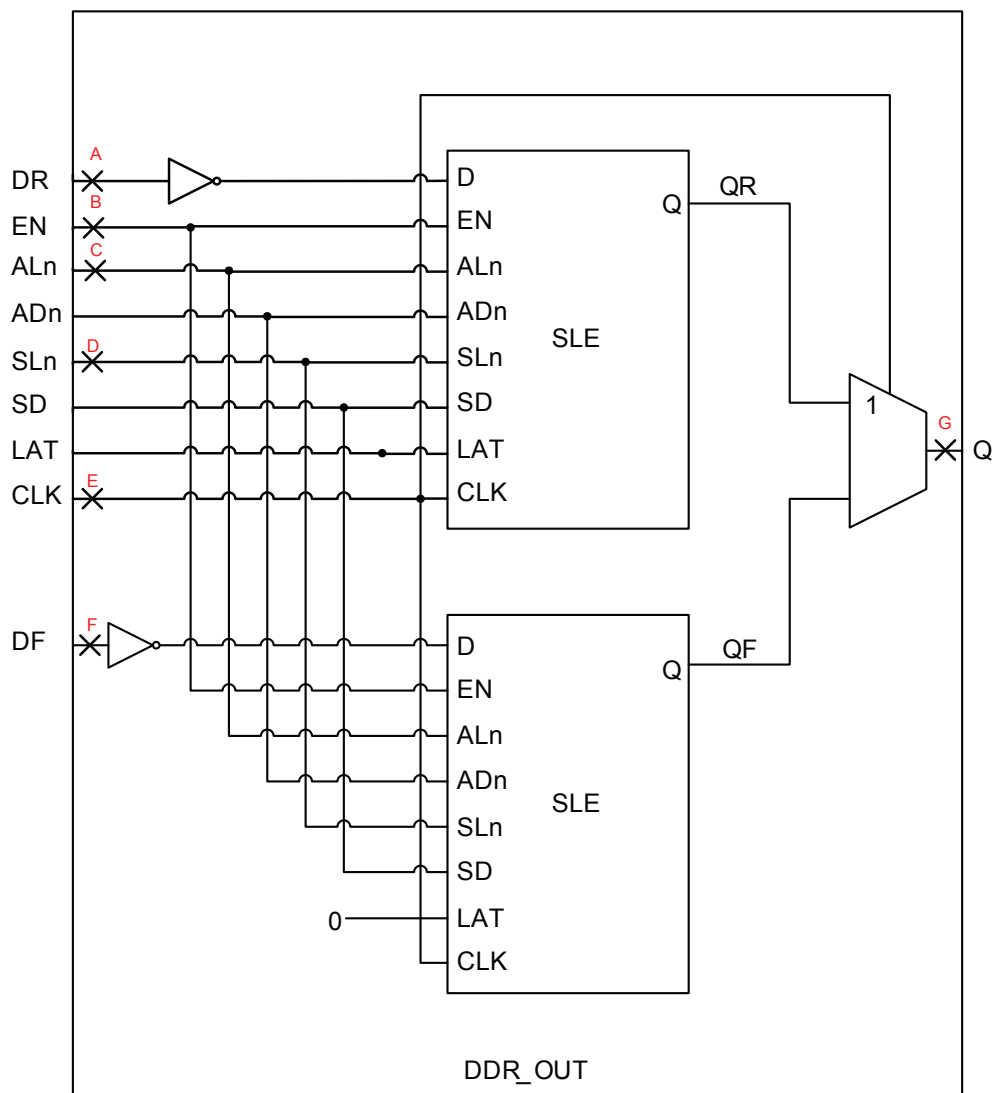 A
DR
B
EN
C
ALn
ADn
D
SLn
SD
LAT
E
CLK
F
DF
D
EN
ALn
ADn
SLn
SD
LAT
CLK
SLE
Q
QR
1
G
Q
D
EN
ALn
ADn
SLn
SD
0
LAT
CLK
SLE
Q
QF
DDR_OUT